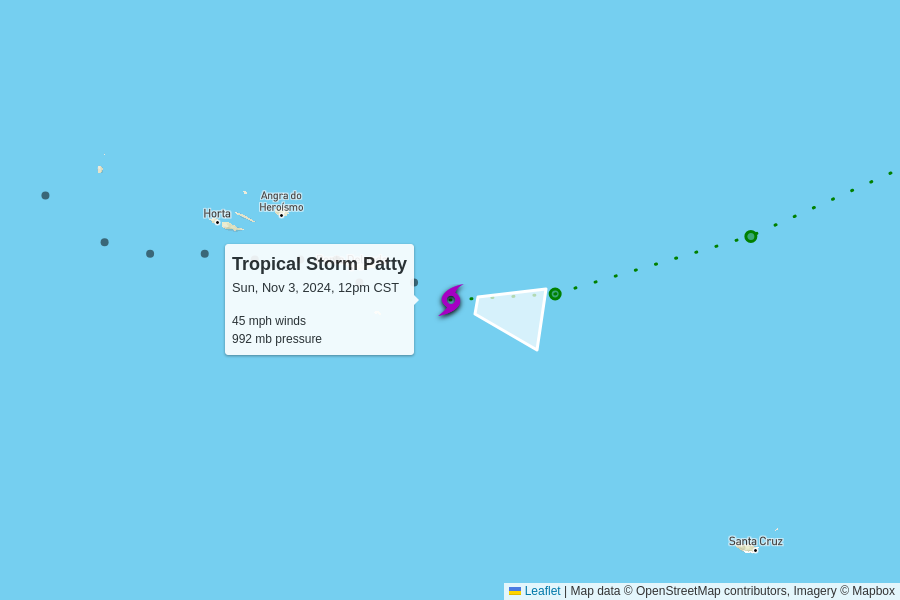 Angra do
Heroísmo
Horta
Tropical Storm Patty
Sun, Nov 3, 2024, 12pm CST
45 mph winds
992 mb pressure
Santa Cruz
Leaflet | Map data © OpenStreetMap contributors, Imagery © Mapbox